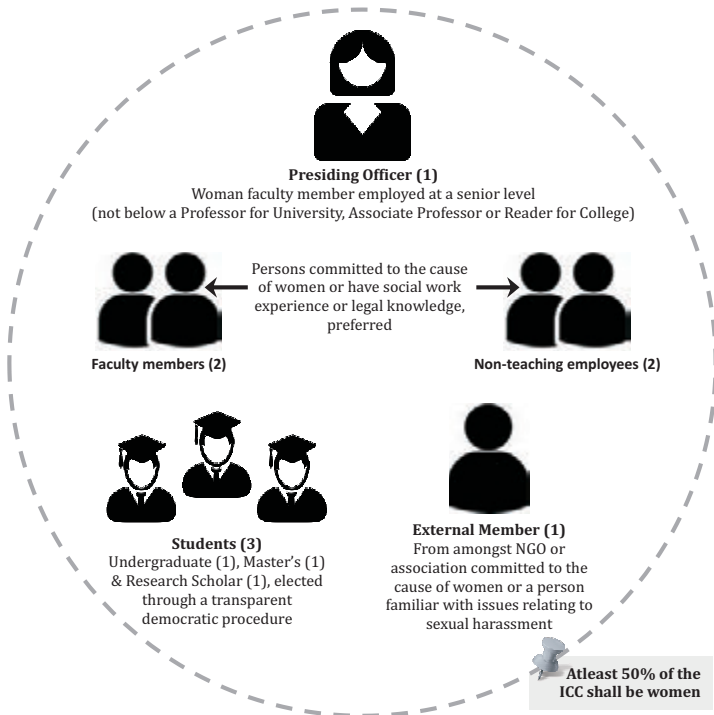 Presiding Officer (1)
Woman faculty member employed at a senior level
(not below a Professor for University, Associate Professor or Reader for College)
Persons committed to the cause
of women or have social work
experience or legal knowledge,
preferred
Faculty members (2)
Non-teaching employees (2)
Students (3)
Undergraduate (1), Master's (1)
& Research Scholar (1), elected
through a transparent
democratic procedure
External Member (1)
From amongst NGO or
association committed to the
cause of women or a person
familiar with issues relating to
sexual harassment
Atleast 50% of the
ICC shall be women